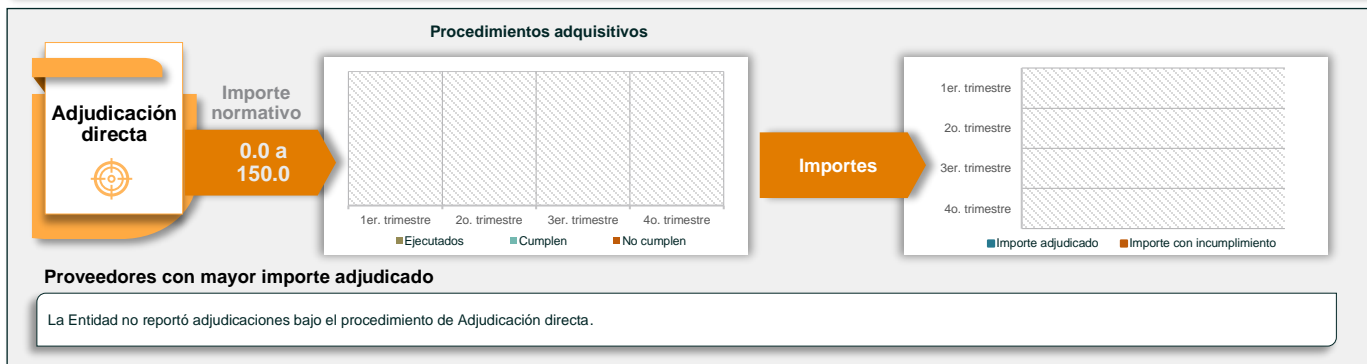 Procedimientos adquisitivos
Adjudicación
directa
Importe
normativo
0.0 a
150.0
1er. trimestre 2o. trimestre 3er. trimestre 4o. trimestre
Ejecutados Cumplen No cumplen
Importes
1er. trimestre
2o. trimestre
3er. trimestre
4o. trimestre
Importe adjudicado Importe con incumplimiento
Proveedores con mayor importe adjudicado
La Entidad no reportó adjudicaciones bajo el procedimiento de Adjudicación directa.